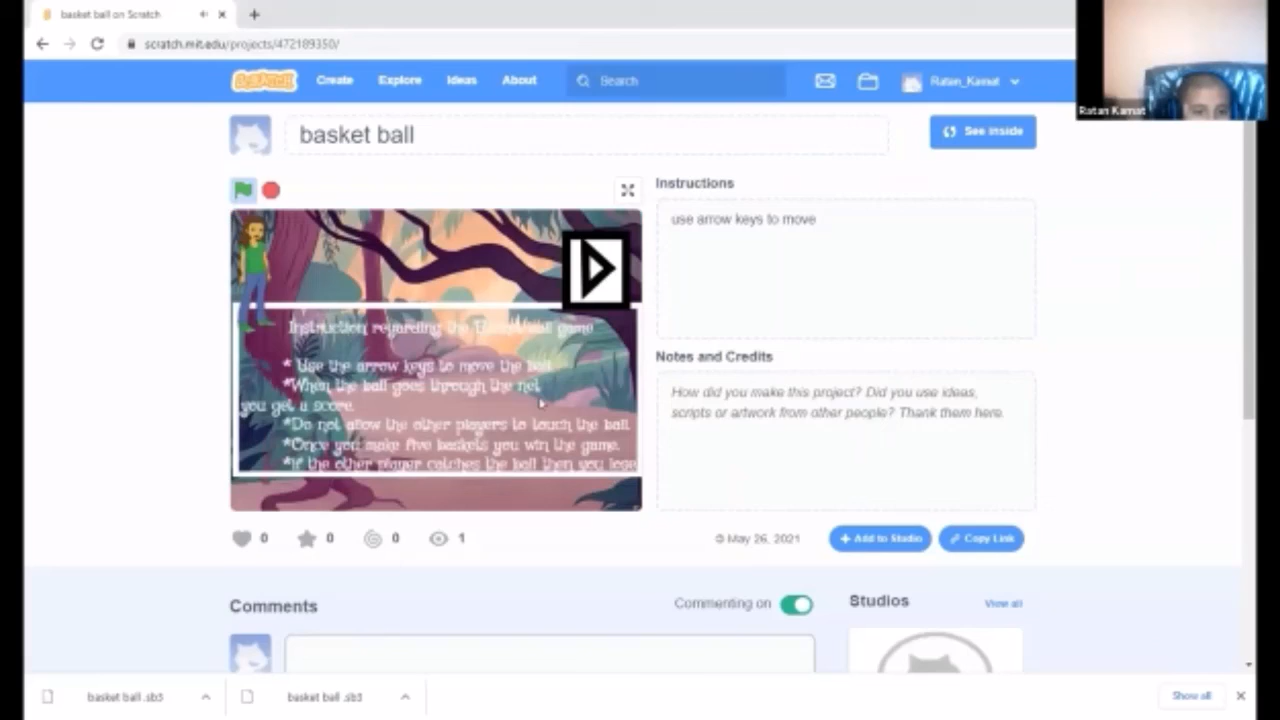 basket ball on Scratch
scratch.mit.edu/projects/472189350/
SCRATCH
Create
Explore
Ideas
About
Search
Ratan_Kamat
Ratan Kamat
basket ball
See inside
Instructions
use arrow keys to move
Instruction regarding the Basketball game
* Use the arrow keys to move the ball
*When the ball goes through the net
you get a score.
*Do not allow the other players to touch the ball.
*Once you make five baskets you win the game.
*if the other player catches the ball then you lose
Notes and Credits
How did you make this project? Did you use ideas,
scripts or artwork from other people? Thank them here.
0
0
0
1
© May 26, 2021
Add to Studio
Copy Link
Comments
Commenting on
Studios
View all
basket ball .sb3
basket ball .sb3
Show all